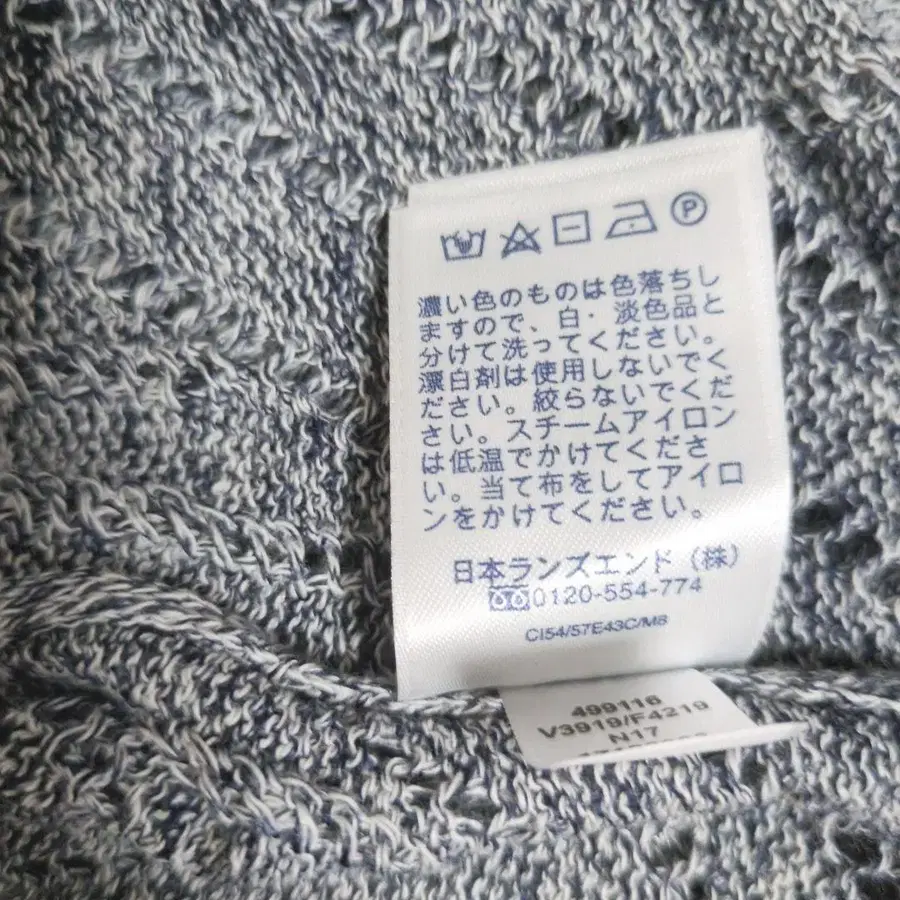 P
濃い色のものは色落ちし
ますので、白・淡色品と
分けて洗ってください。
漂白剤は使用しないでく
ださい。絞らないでくだ
さい。スチームアイロン
は低温でかけてくださ
い。当て布をしてアイロ
ンをかけてください。
日本ランズエンド（株）
0120-554-774
CI54/57E43C/M8
499116
V3919/F4219
N17